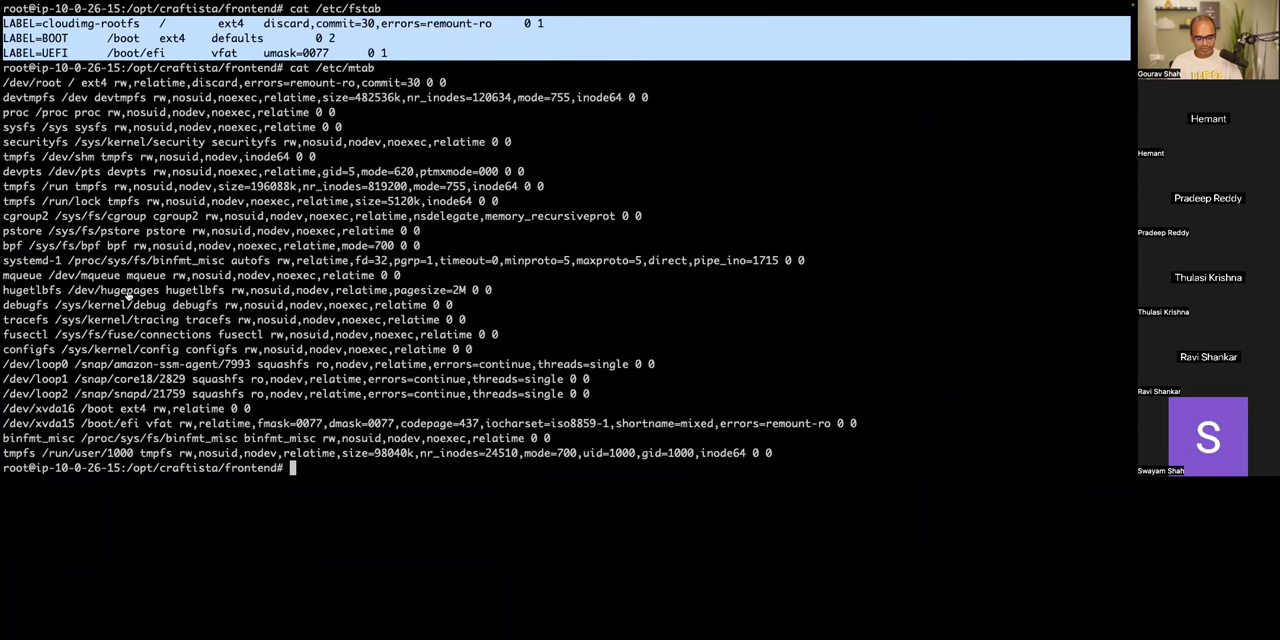 root@ip-10-0-26-15:/opt/craftista/frontend# cat /etc/fstab
LABEL=cloudimg-rootfs / ext4 discard,commit=30,errors=remount-ro 0 1
LABEL=BOOT /boot ext4 defaults 0 2
LABEL=UEFI /boot/efi vfat umask=0077 0 1
root@ip-10-0-26-15:/opt/craftista/frontend# cat /etc/mtab
/dev/root / ext4 rw,relatime,discard,errors=remount-ro,commit=30 0 0
devtmpfs /dev devtmpfs rw,nosuid,noexec,relatime,size=482536k,nr_inodes=120634,mode=755,inode64 0 0
proc /proc proc rw,nosuid,nodev,noexec,relatime 0 0
sysfs /sys sysfs rw,nosuid,nodev,noexec,relatime 0 0
securityfs /sys/kernel/security securityfs rw,nosuid,nodev,noexec,relatime 0 0
tmpfs /dev/shm tmpfs rw,nosuid,nodev,inode64 0 0
devpts /dev/pts devpts rw,nosuid,noexec,relatime,gid=5,mode=620,ptmxmode=000 0 0
tmpfs /run tmpfs rw,nosuid,nodev,size=196088k,nr_inodes=819200,mode=755,inode64 0 0
tmpfs /run/lock tmpfs rw,nosuid,nodev,noexec,relatime,size=5120k,inode64 0 0
cgroup2 /sys/fs/cgroup cgroup2 rw,nosuid,nodev,noexec,relatime,nsdelegate,memory_recursiveprot 0 0
pstore /sys/fs/pstore pstore rw,nosuid,nodev,noexec,relatime 0 0
bpf /sys/fs/bpf bpf rw,nosuid,nodev,noexec,relatime,mode=700 0 0
systemd-1 /proc/sys/fs/binfmt_misc autofs rw,relatime,fd=32,pgrp=1,timeout=0,minproto=5,maxproto=5,direct,pipe_ino=1715 0 0
mqueue /dev/mqueue mqueue rw,nosuid,nodev,noexec,relatime 0 0
hugetlbfs /dev/hugepages hugetlbfs rw,nosuid,nodev,relatime,pagesize=2M 0 0
debugfs /sys/kernel/debug debugfs rw,nosuid,nodev,noexec,relatime 0 0
tracefs /sys/kernel/tracing tracefs rw,nosuid,nodev,noexec,relatime 0 0
fusectl /sys/fs/fuse/connections fusectl rw,nosuid,nodev,noexec,relatime 0 0
configfs /sys/kernel/config configfs rw,nosuid,nodev,noexec,relatime 0 0
/dev/loop0 /snap/amazon-ssm-agent/7993 squashfs ro,nodev,relatime,errors=continue,threads=single 0 0
/dev/loop1 /snap/core18/2829 squashfs ro,nodev,relatime,errors=continue,threads=single 0 0
/dev/loop2 /snap/snapd/21759 squashfs ro,nodev,relatime,errors=continue,threads=single 0 0
/dev/xvda16 /boot ext4 rw,relatime 0 0
/dev/xvda15 /boot/efi vfat rw,relatime,fmask=0077,dmask=0077,codepage=437,iocharset=iso8859-1,shortname=mixed,errors=remount-ro 0 0
binfmt_misc /proc/sys/fs/binfmt_misc binfmt_misc rw,nosuid,nodev,noexec,relatime 0 0
tmpfs /run/user/1000 tmpfs rw,nosuid,nodev,relatime,size=98040k,nr_inodes=24510,mode=700,uid=1000,gid=1000,inode64 0 0
root@ip-10-0-26-15:/opt/craftista/frontend#
Gourav Shah
Hemant
Hemant
Pradeep Reddy
Pradeep Reddy
Thulasi Krishna
Thulasi Krishna
Ravi Shankar
Ravi Shankar
S
Swayam Shah